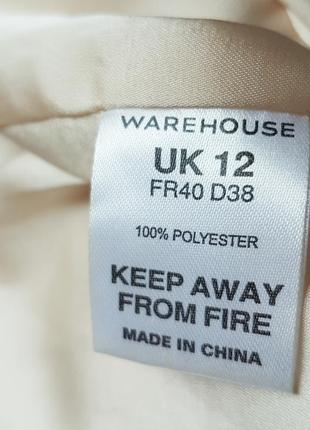 WAREHOUSE
UK 12
FR40 D38
100% POLYESTER
KEEP AWAY
FROM FIRE
MADE IN CHINA